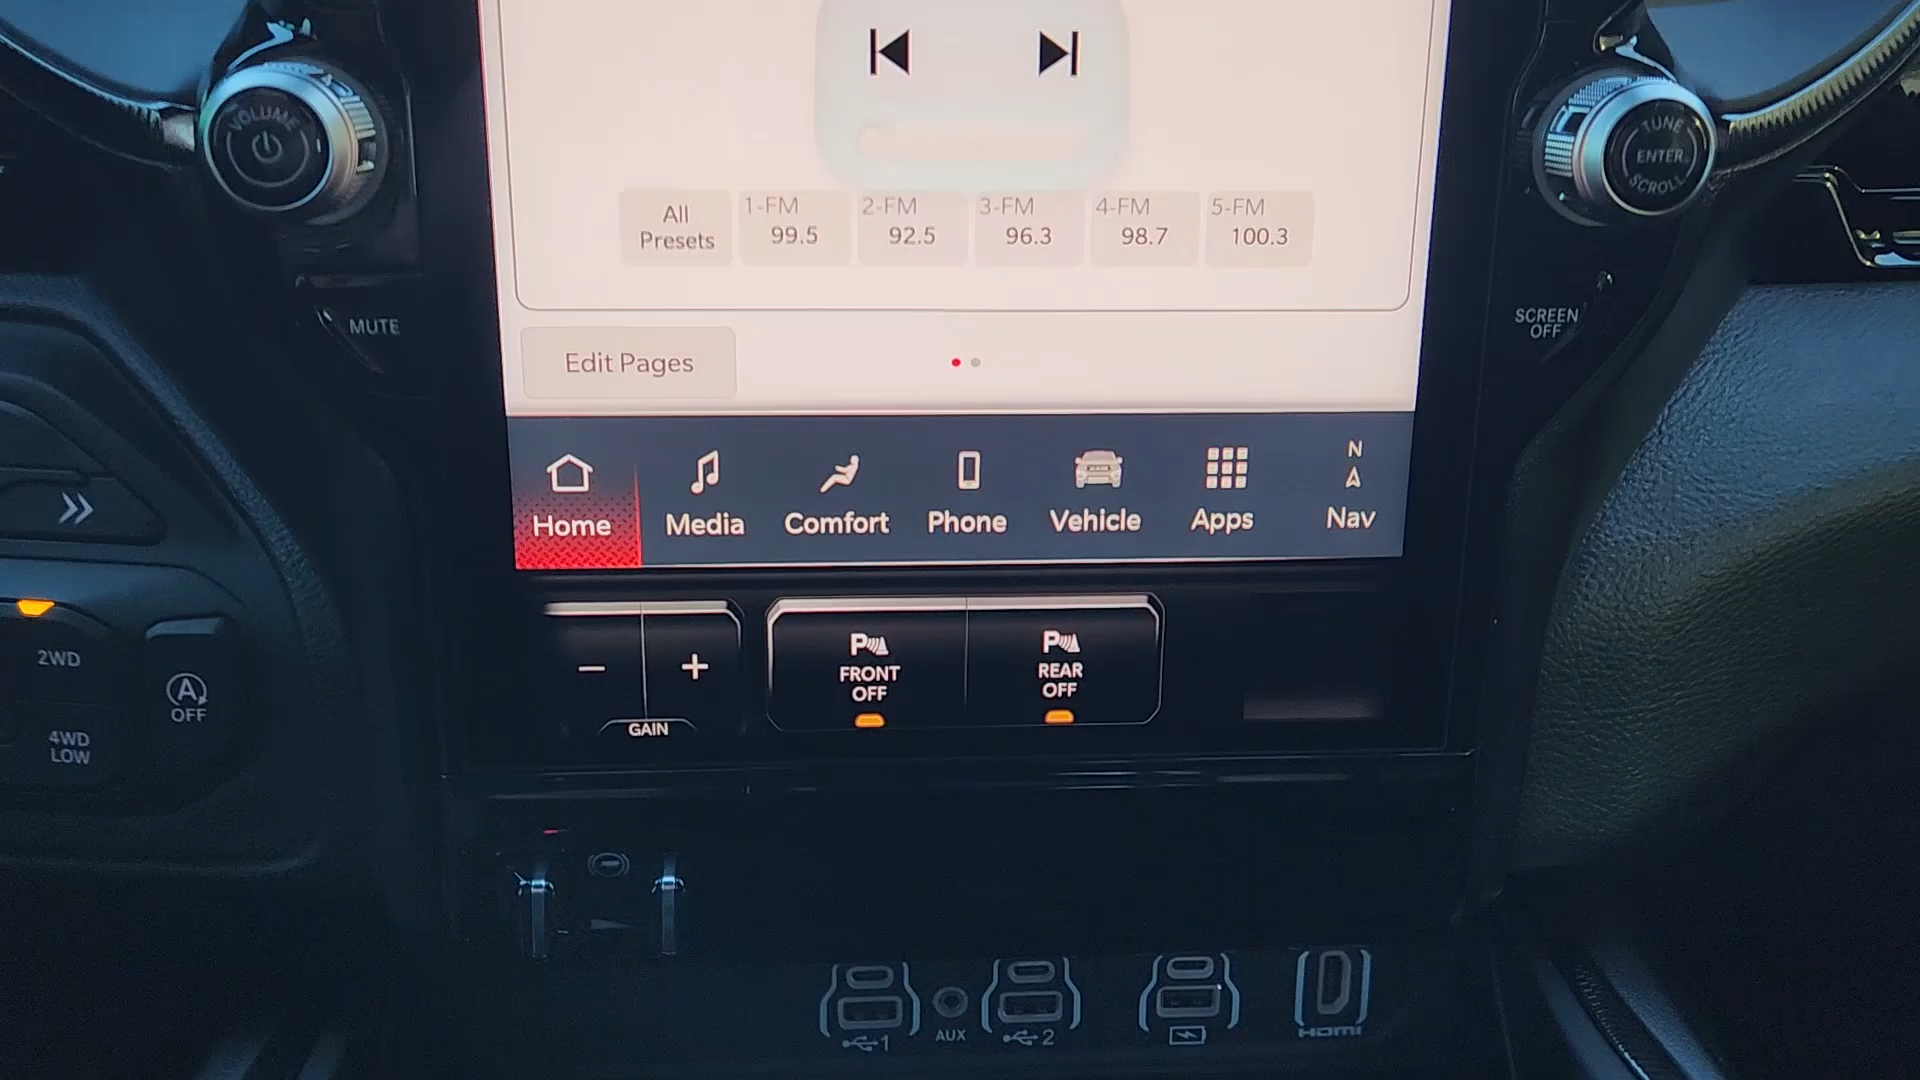 VOLUME
TUNE
ENTER
SCROLL
All
Presets
1-FM
99.5
2-FM
92.5
3-FM
96.3
4-FM
98.7
5-FM
100.3
MUTE
SCREEN
OFF
Edit Pages
N
Home
Media
Comfort
Phone
Vehicle
Apps
Nav
2WD
A
OFF
4WD
LOW
P
FRONT
OFF
P
REAR
OFF
GAIN
1
AUX
2
HDMI